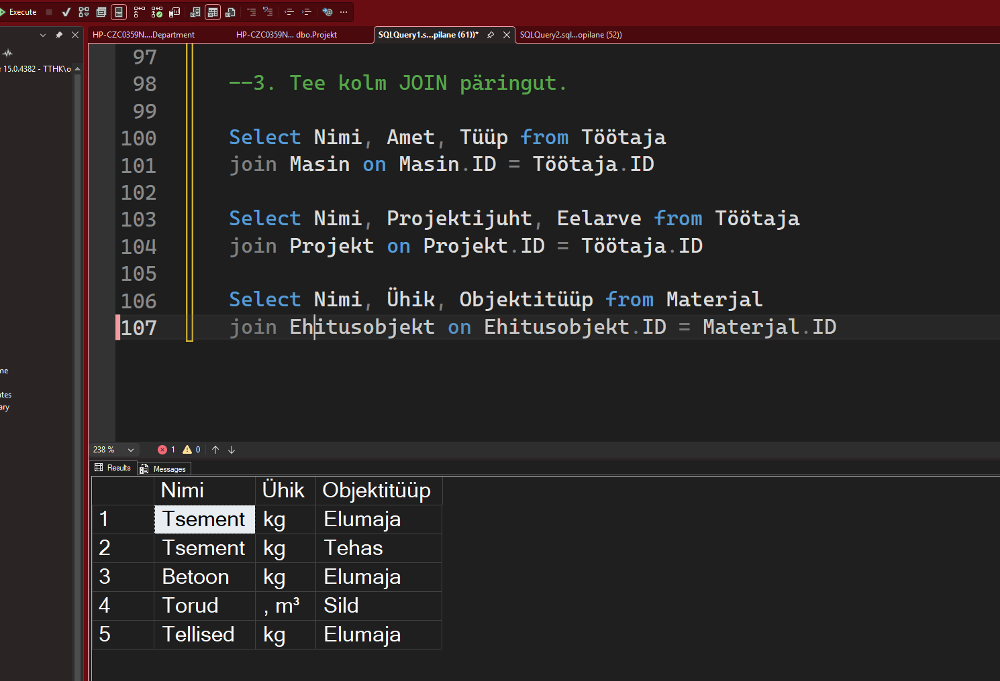 Execute
HP-CZC0359N....Department
HP-CZC0359N... dbo.Projekt
SQLQuery1.s...pilane (61))*
SQLQuery2.sql...opilane (52))
r 15.0.4382 - TTHK\o
me
ates
ary
97
98 --3. Tee kolm JOIN päringut.
99
100 Select Nimi, Amet, Tüüp from Töötaja
101 join Masin on Masin.ID = Töötaja.ID
102
103 Select Nimi, Projektijuht, Eelarve from Töötaja
104 join Projekt on Projekt.ID = Töötaja.ID
105
106 Select Nimi, Ühik, Objektitüüp from Materjal
107 join Ehitusobjekt on Ehitusobjekt.ID = Materjal.ID
238 % 1 0
Results Messages
Nimi Ühik Objektitüüp
1 Tsement kg Elumaja
2 Tsement kg Tehas
3 Betoon kg Elumaja
4 Torud , m³ Sild
5 Tellised kg Elumaja